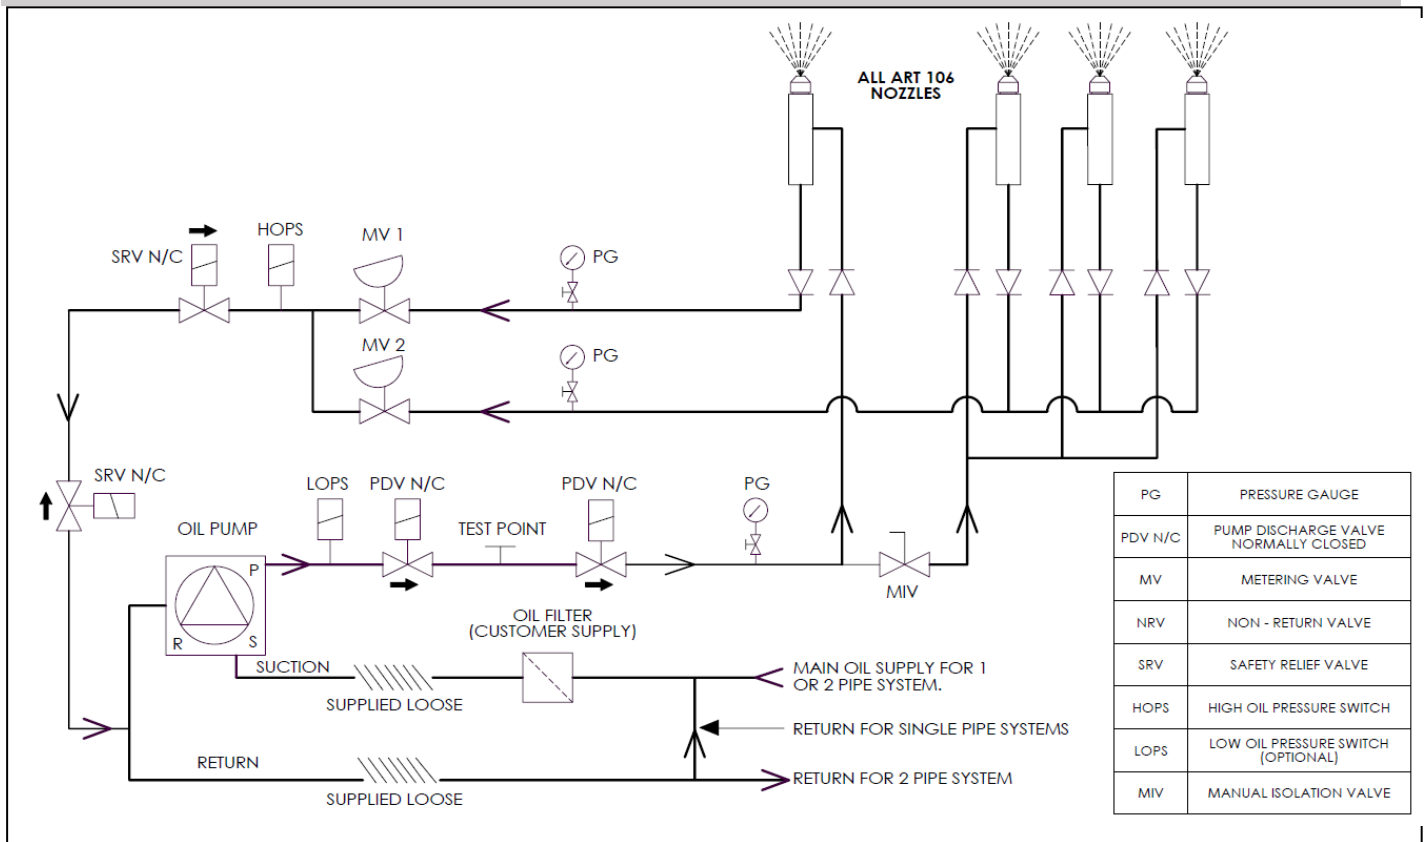 ALL ART 106
NOZZLES
HOPS
MV 1
SRV N/C
PG
MV 2
PG
SRV N/C
LOPS
PDV N/C
PDV N/C
PG
OIL PUMP
TEST POINT
P
R
S
MIV
OIL FILTER
(CUSTOMER SUPPLY)
SUCTION
MAIN OIL SUPPLY FOR 1
OR 2 PIPE SYSTEM.
SUPPLIED LOOSE
RETURN FOR SINGLE PIPE SYSTEMS
RETURN
RETURN FOR 2 PIPE SYSTEM
SUPPLIED LOOSE
PG PRESSURE GAUGE
PDV N/C PUMP DISCHARGE VALVE
NORMALLY CLOSED
MV METERING VALVE
NRV NON - RETURN VALVE
SRV SAFETY RELIEF VALVE
HOPS HIGH OIL PRESSURE SWITCH
LOPS LOW OIL PRESSURE SWITCH
(OPTIONAL)
MIV MANUAL ISOLATION VALVE